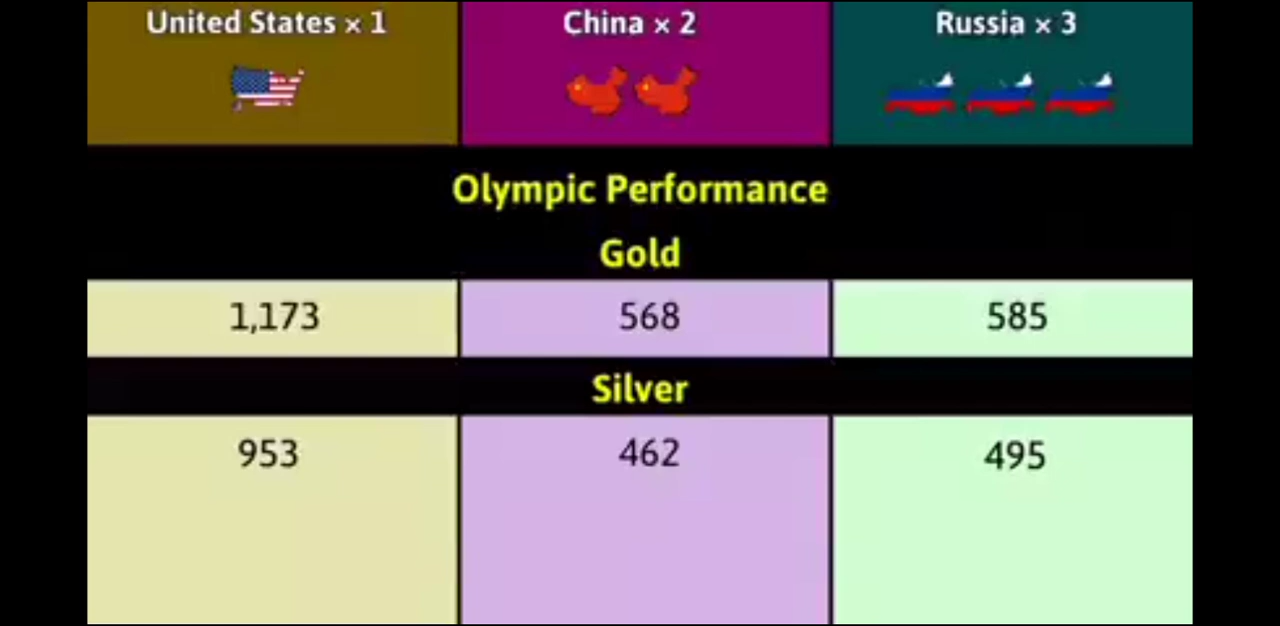 United States × 1
China × 2
Russia × 3
Olympic Performance
Gold
1,173
568
585
Silver
953
462
495